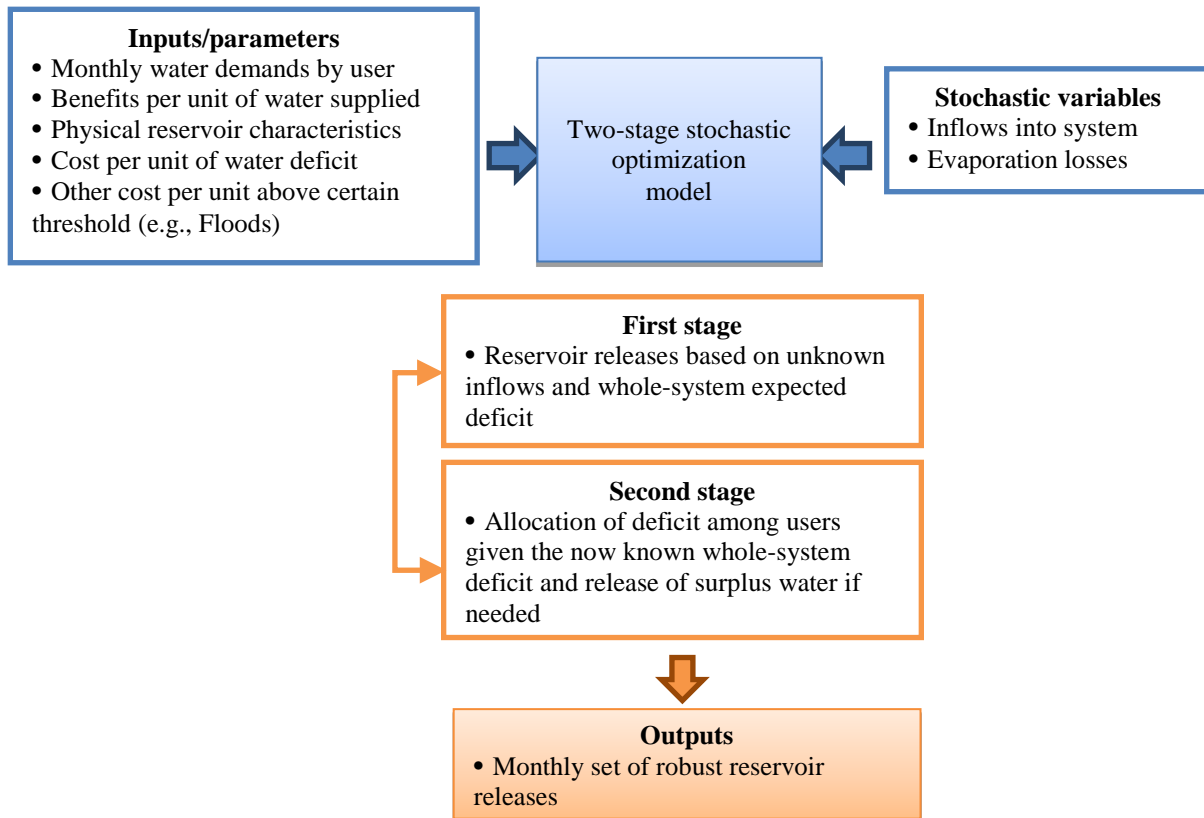 Inputs/parameters
• Monthly water demands by user
• Benefits per unit of water supplied
• Physical reservoir characteristics
• Cost per unit of water deficit
• Other cost per unit above certain
threshold (e.g., Floods)
Two-stage stochastic
optimization
model
Stochastic variables
• Inflows into system
• Evaporation losses
First stage
• Reservoir releases based on unknown
inflows and whole-system expected
deficit
Second stage
• Allocation of deficit among users
given the now known whole-system
deficit and release of surplus water if
needed
Outputs
• Monthly set of robust reservoir
releases